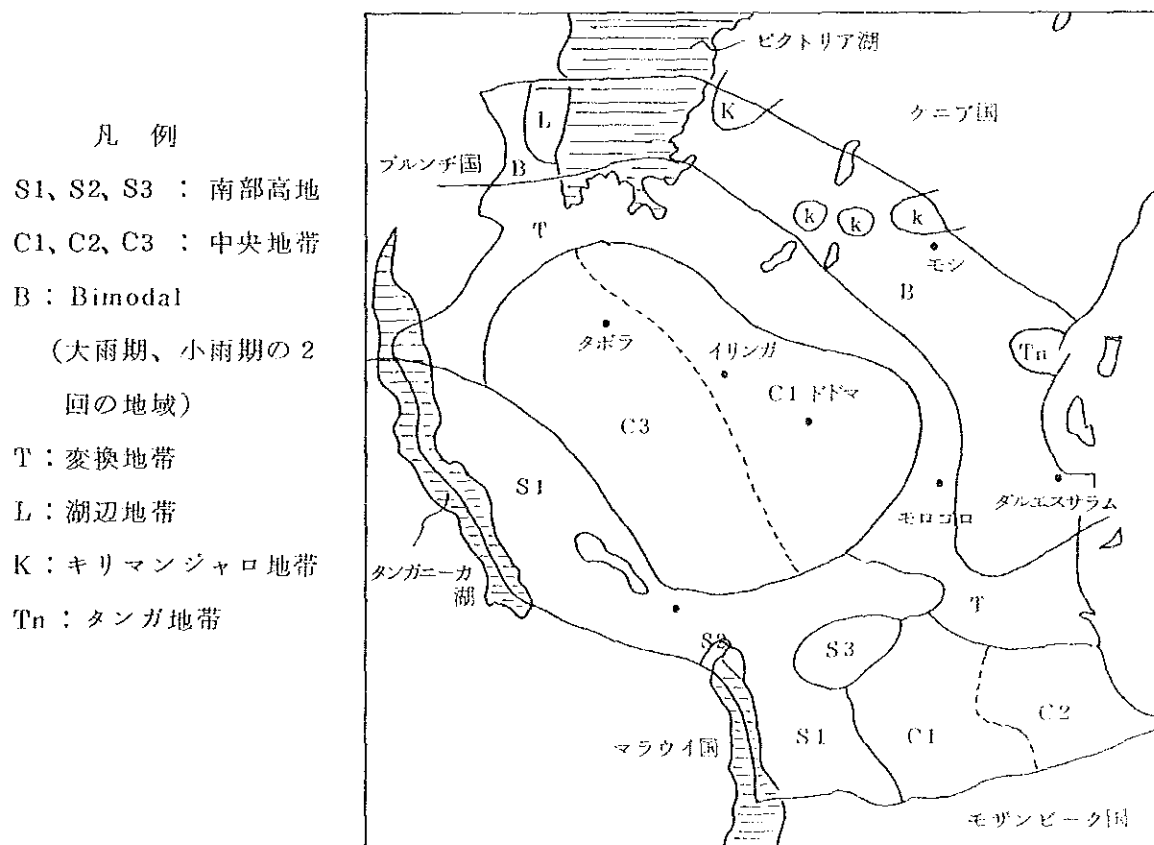 凡 例
S1、S2、S3 : 南部高地
C1、C2、C3 : 中央地帯
B : Bimodal
(大雨期、小雨期の2
回の地域)
T : 変換地帯
L : 湖辺地帯
K : キリマンジャロ地帯
Tn : タンガ地帯
ビクトリア湖
K
ケニア国
L
ブルンヂ国
B
k
k
k
T
モシ
B
タボラ
イリンガ
Tn
C1 ドドマ
C3
S1
モロゴロ
ダルエスサラム
タンガニーカ
湖
T
S2
S3
C2
マラウイ国
S1
C1
モザンビーク国